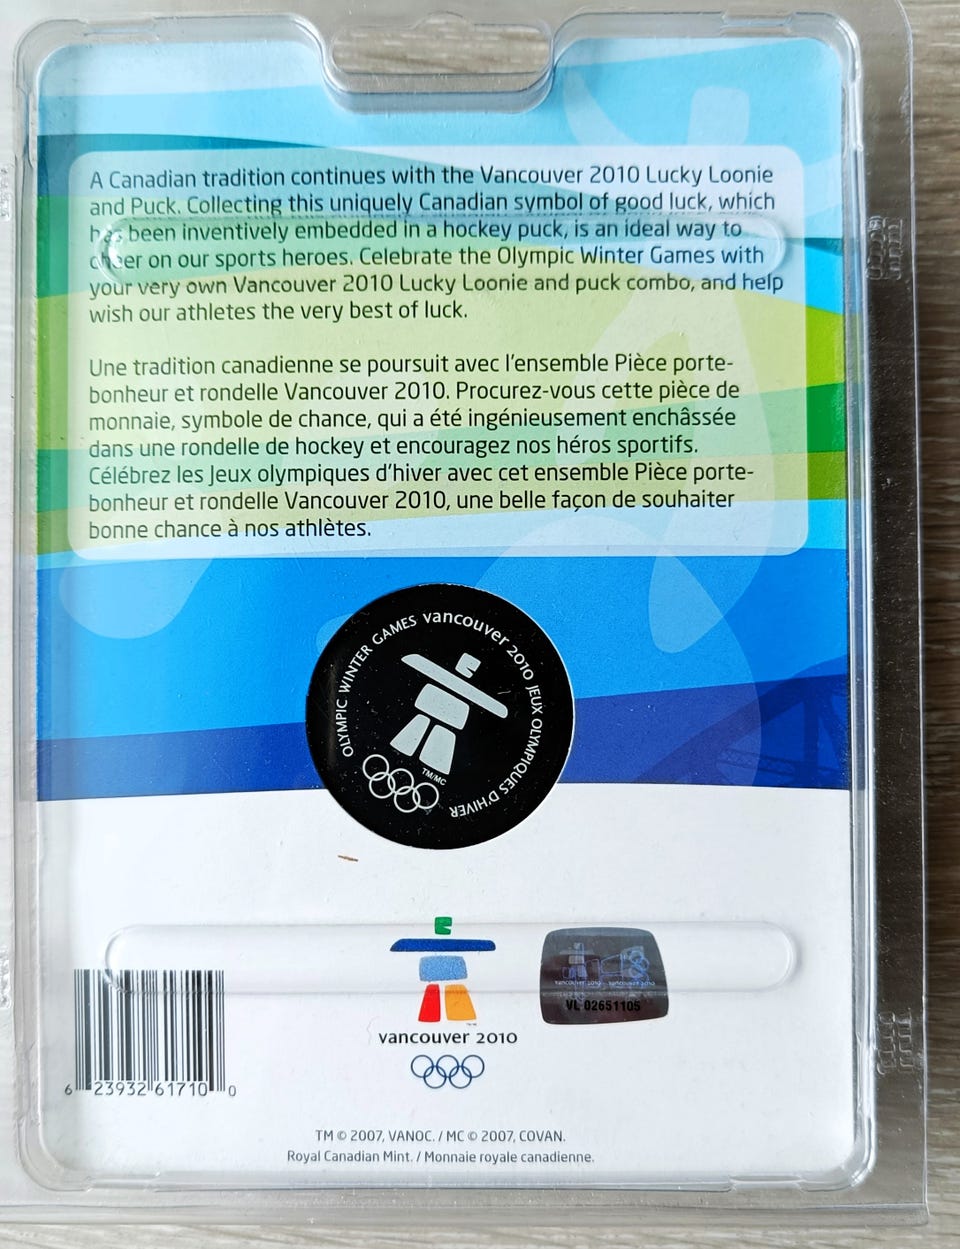 A Canadian tradition continues with the Vancouver 2010 Lucky Loonie
and Puck. Collecting this uniquely Canadian symbol of good luck, which
has been inventively embedded in a hockey puck, is an ideal way to
cheer on our sports heroes. Celebrate the Olympic Winter Games with
your very own Vancouver 2010 Lucky Loonie and puck combo, and help
wish our athletes the very best of luck.
Une tradition canadienne se poursuit avec l'ensemble Pièce porte-
bonheur et rondelle Vancouver 2010. Procurez-vous cette pièce de
monnaie, symbole de chance, qui a été ingénieusement enchâssée
dans une rondelle de hockey et encouragez nos héros sportifs.
Célébrez les Jeux olympiques d'hiver avec cet ensemble Pièce porte-
bonheur et rondelle Vancouver 2010, une belle façon de souhaiter
bonne chance à nos athlètes.
OLYMPIC WINTER GAMES vancouver 2010 JEUX OLYMPIQUES D'HIVER
TM/MC
vancouver 2010 vancouver 2010
VL 02651105
TM
vancouver 2010
6 23932 61710 0
TM © 2007, VANOC. / MC © 2007, COVAN.
Royal Canadian Mint. / Monnaie royale canadienne.